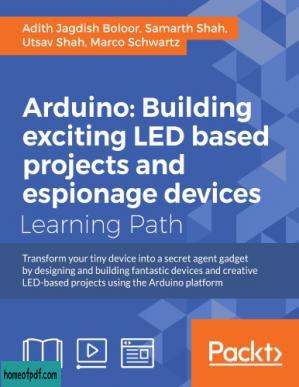 Adith Jagdish Boloor, Samarth Shah,
Utsav Shah, Marco Schwartz
Arduino: Building
exciting LED based
projects and
espionage devices
Learning Path
Transform your tiny device into a secret agent gadget
by designing and building fantastic devices and creative
LED-based projects using the Arduino platform
Packt>
homeofpdf.com